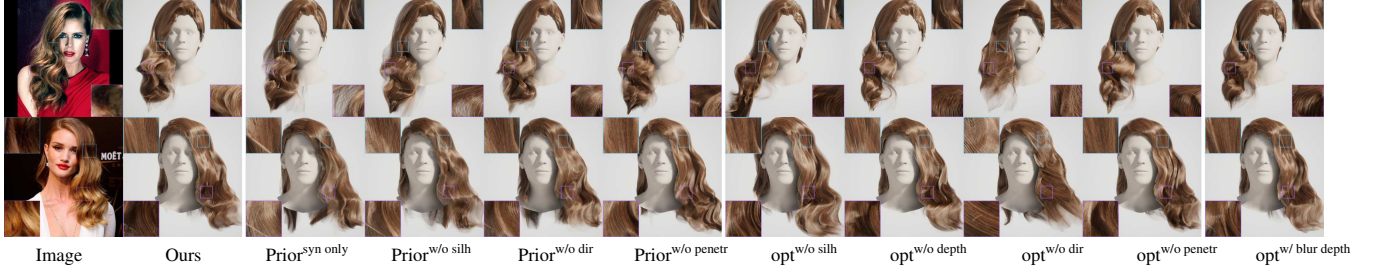 MOËT
Image Ours Prior^syn only Prior^w/o silh Prior^w/o dir Prior^w/o penetr opt^w/o silh opt^w/o depth opt^w/o dir opt^w/o penetr opt^w/ blur depth